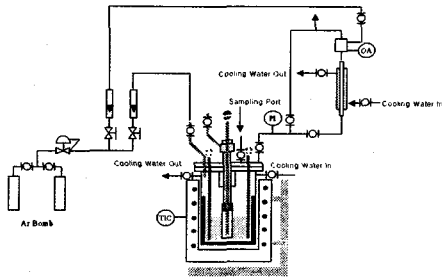 OA
Cooling Water Out
Cooling Water In
Sampling Port
PI
Cooling Water Out
Cooling Water In
TIC
Ar Bomb